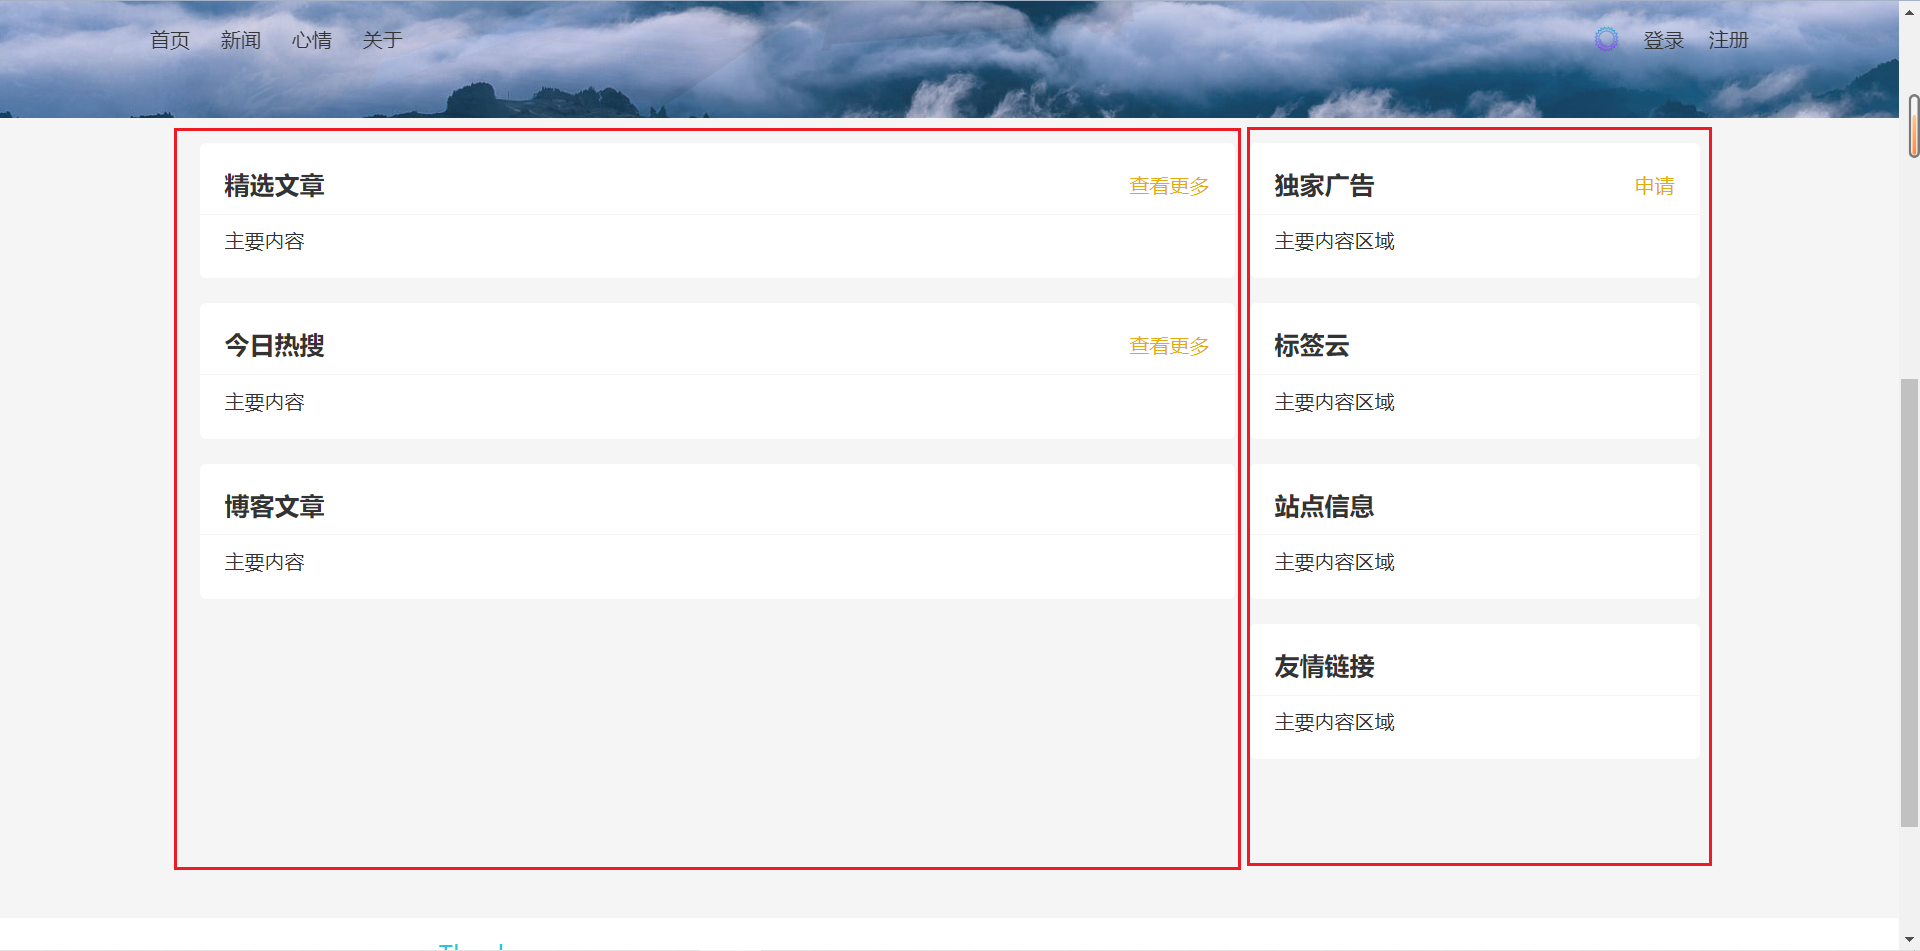 首页 新闻 心情 关于 登录 注册
精选文章 查看更多
主要内容
今日热搜 查看更多
主要内容
博客文章
主要内容
独家广告 申请
主要内容区域
标签云
主要内容区域
站点信息
主要内容区域
友情链接
主要内容区域